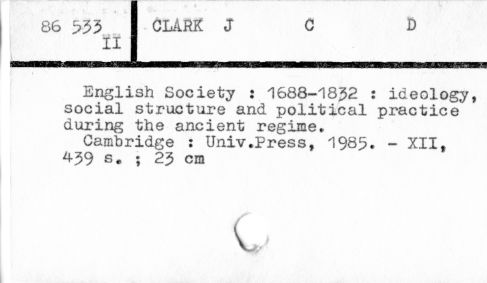 86 533 CLARK J C D
II
English Society : 1688-1832 : ideology,
social structure and political practice
during the ancient regime.
Cambridge : Univ.Press, 1985. - XII,
439 s. ; 23 cm